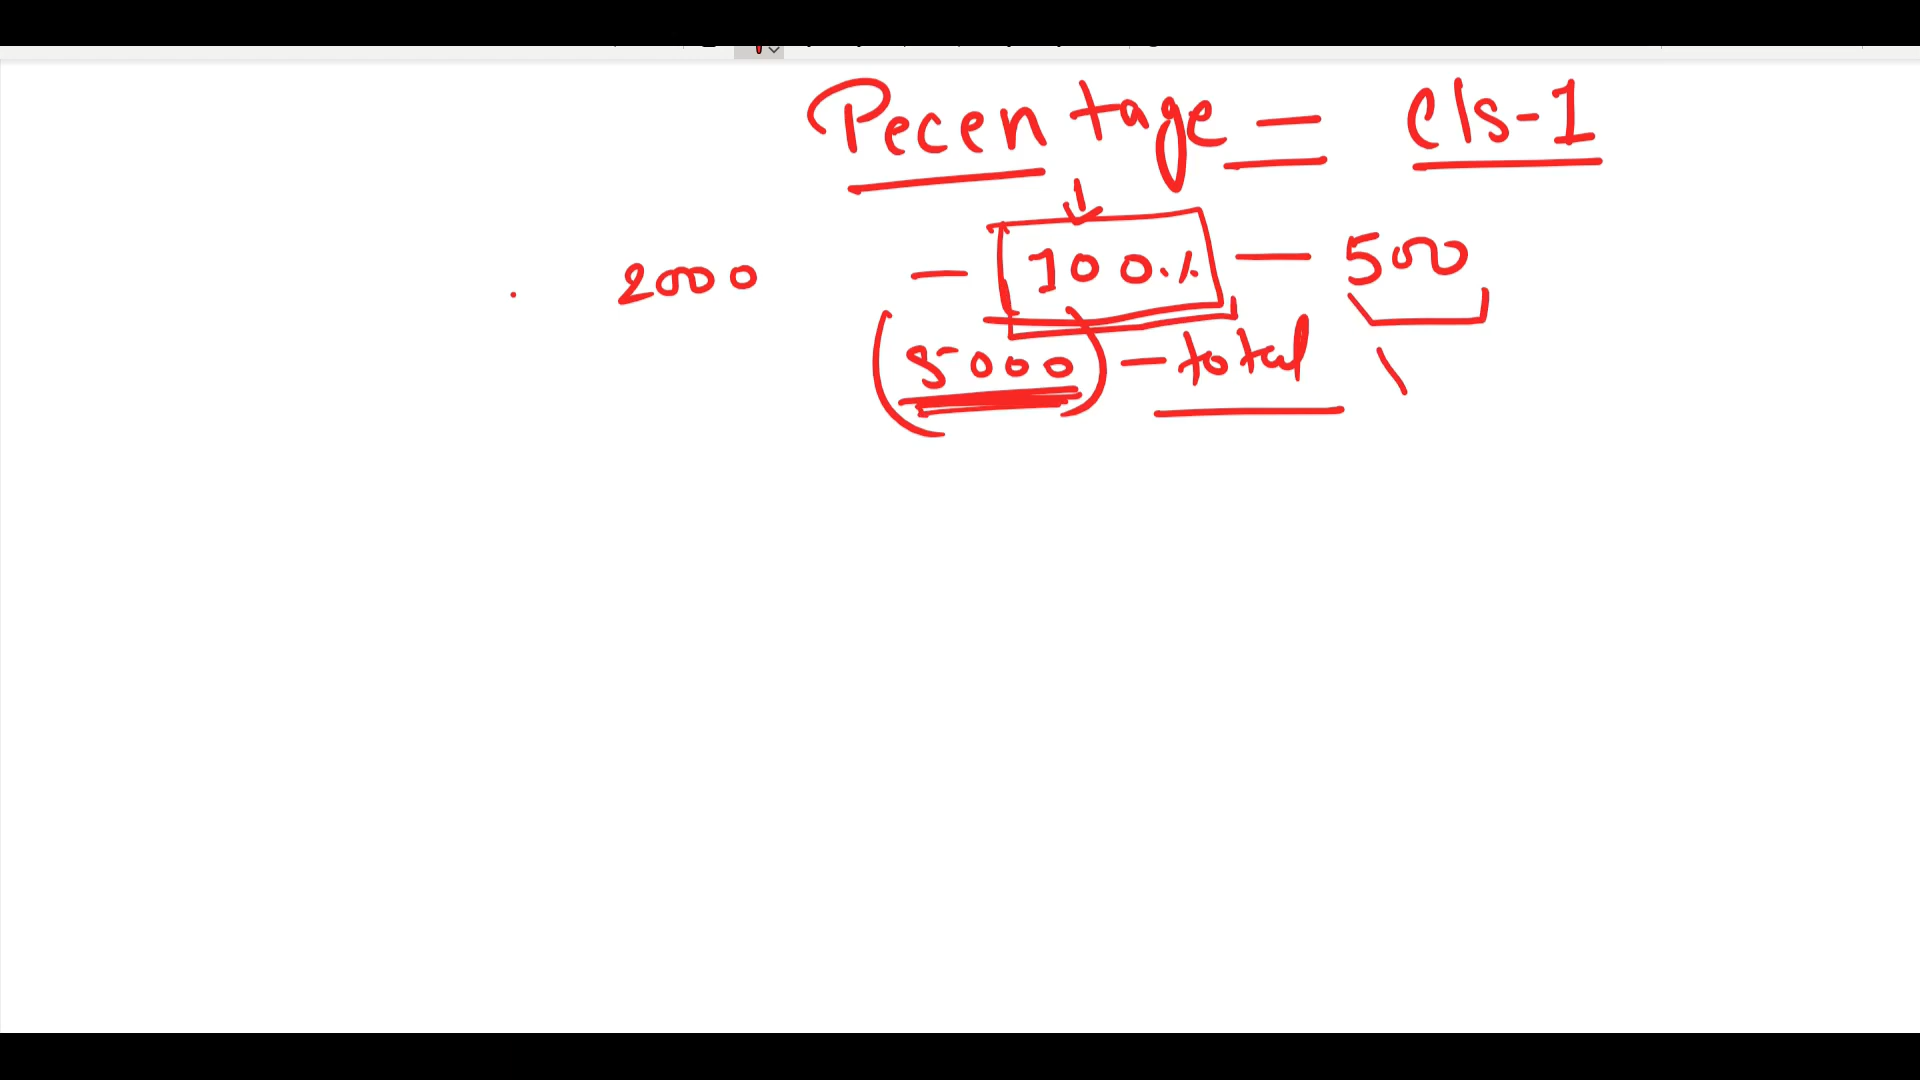 Pecentage = cls-1
2000 - 100% - 500
(5000) - total